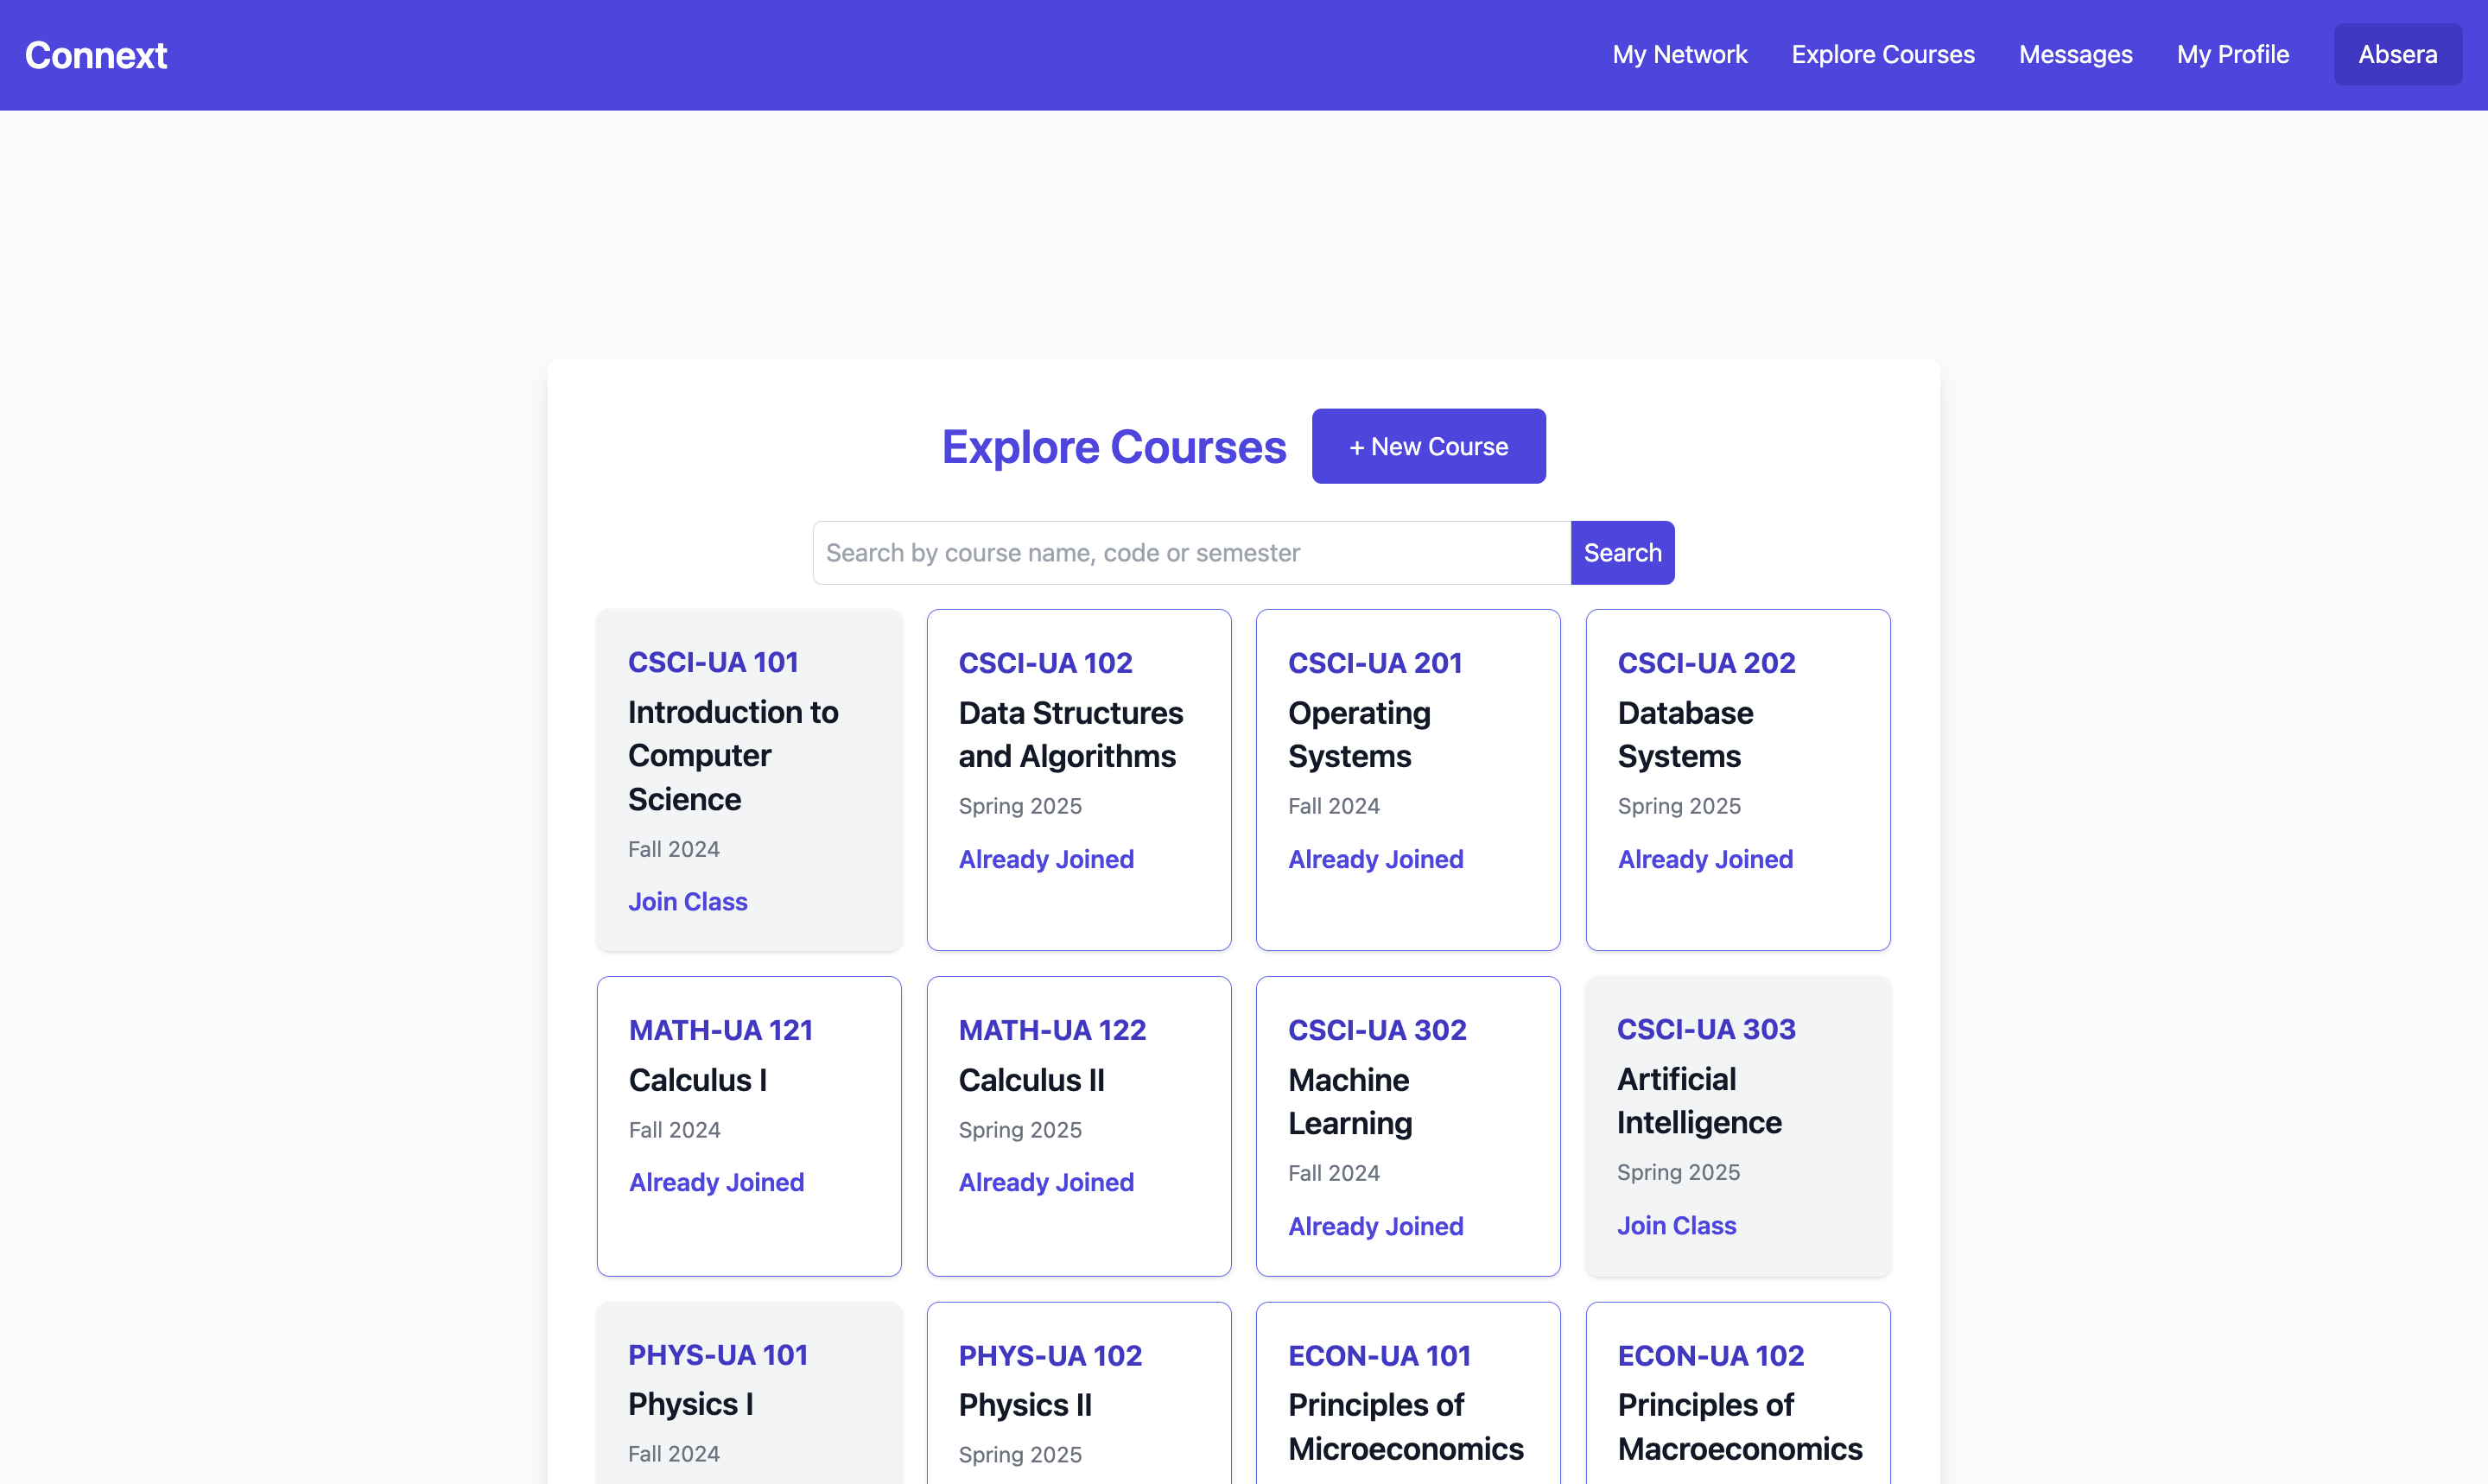 Connext
My Network
Explore Courses
Messages
My Profile
Absera
Explore Courses
+ New Course
Search by course name, code or semester
Search
CSCI-UA 101
Introduction to
Computer
Science
Fall 2024
Join Class
CSCI-UA 102
Data Structures
and Algorithms
Spring 2025
Already Joined
CSCI-UA 201
Operating
Systems
Fall 2024
Already Joined
CSCI-UA 202
Database
Systems
Spring 2025
Already Joined
MATH-UA 121
Calculus I
Fall 2024
Already Joined
MATH-UA 122
Calculus II
Spring 2025
Already Joined
CSCI-UA 302
Machine
Learning
Fall 2024
Already Joined
CSCI-UA 303
Artificial
Intelligence
Spring 2025
Join Class
PHYS-UA 101
Physics I
Fall 2024
PHYS-UA 102
Physics II
Spring 2025
ECON-UA 101
Principles of
Microeconomics
ECON-UA 102
Principles of
Macroeconomics